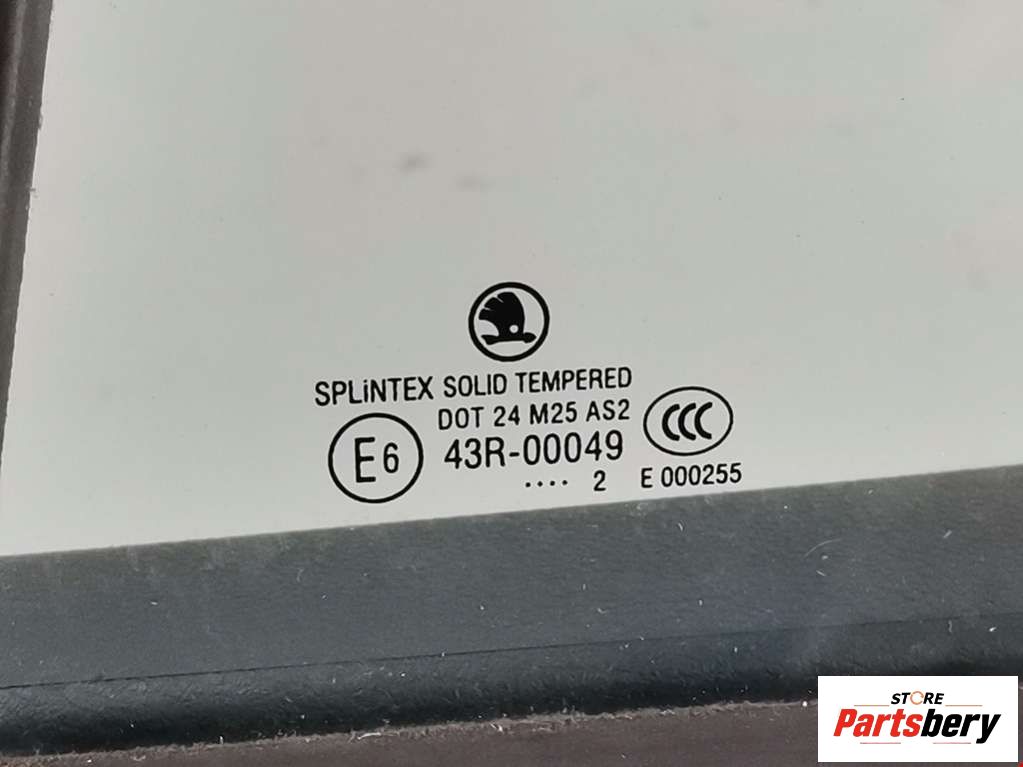 SPLiNTEX SOLID TEMPERED
DOT 24 M25 AS2
E6 43R-00049 CCC
.... 2 E 000255
STORE
Partsbery